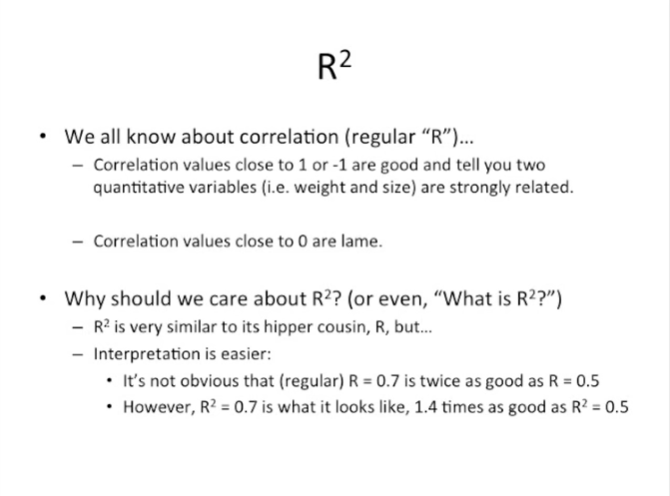 R²
• We all know about correlation (regular “R”)...
– Correlation values close to 1 or -1 are good and tell you two
quantitative variables (i.e. weight and size) are strongly related.
– Correlation values close to 0 are lame.
• Why should we care about R²? (or even, “What is R²?”)
– R² is very similar to its hipper cousin, R, but...
– Interpretation is easier:
• It’s not obvious that (regular) R = 0.7 is twice as good as R = 0.5
• However, R² = 0.7 is what it looks like, 1.4 times as good as R² = 0.5